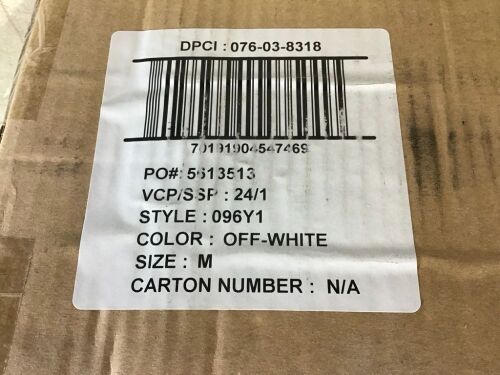 DPCI : 076-03-8318
70191904547469
PO#: 5613513
VCP/SSP : 24/1
STYLE : 096Y1
COLOR : OFF-WHITE
SIZE : M
CARTON NUMBER : N/A